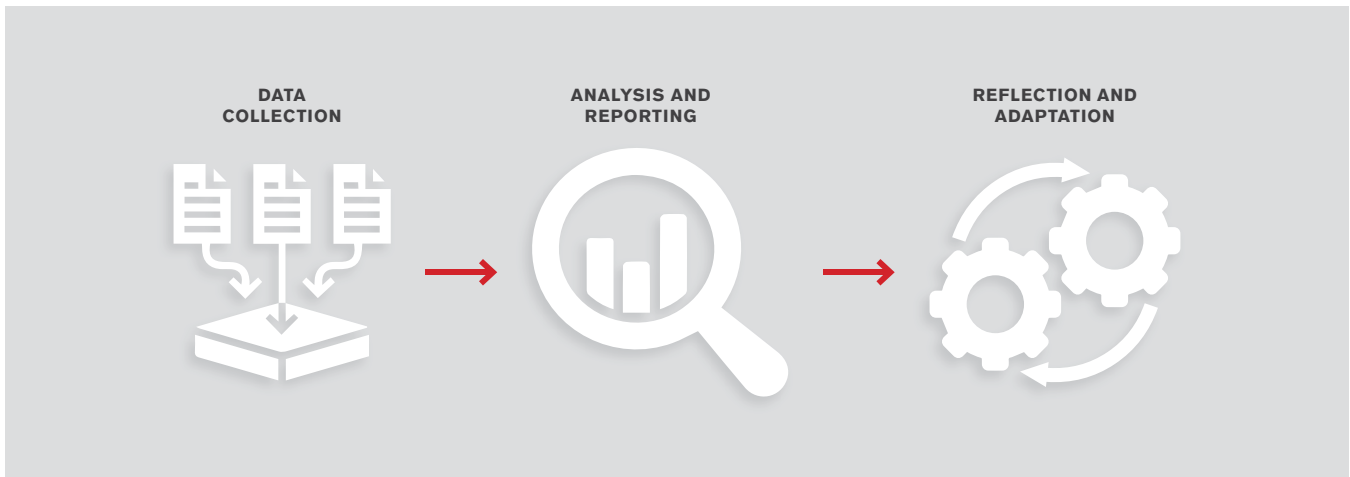 DATA
COLLECTION
ANALYSIS AND
REPORTING
REFLECTION AND
ADAPTATION